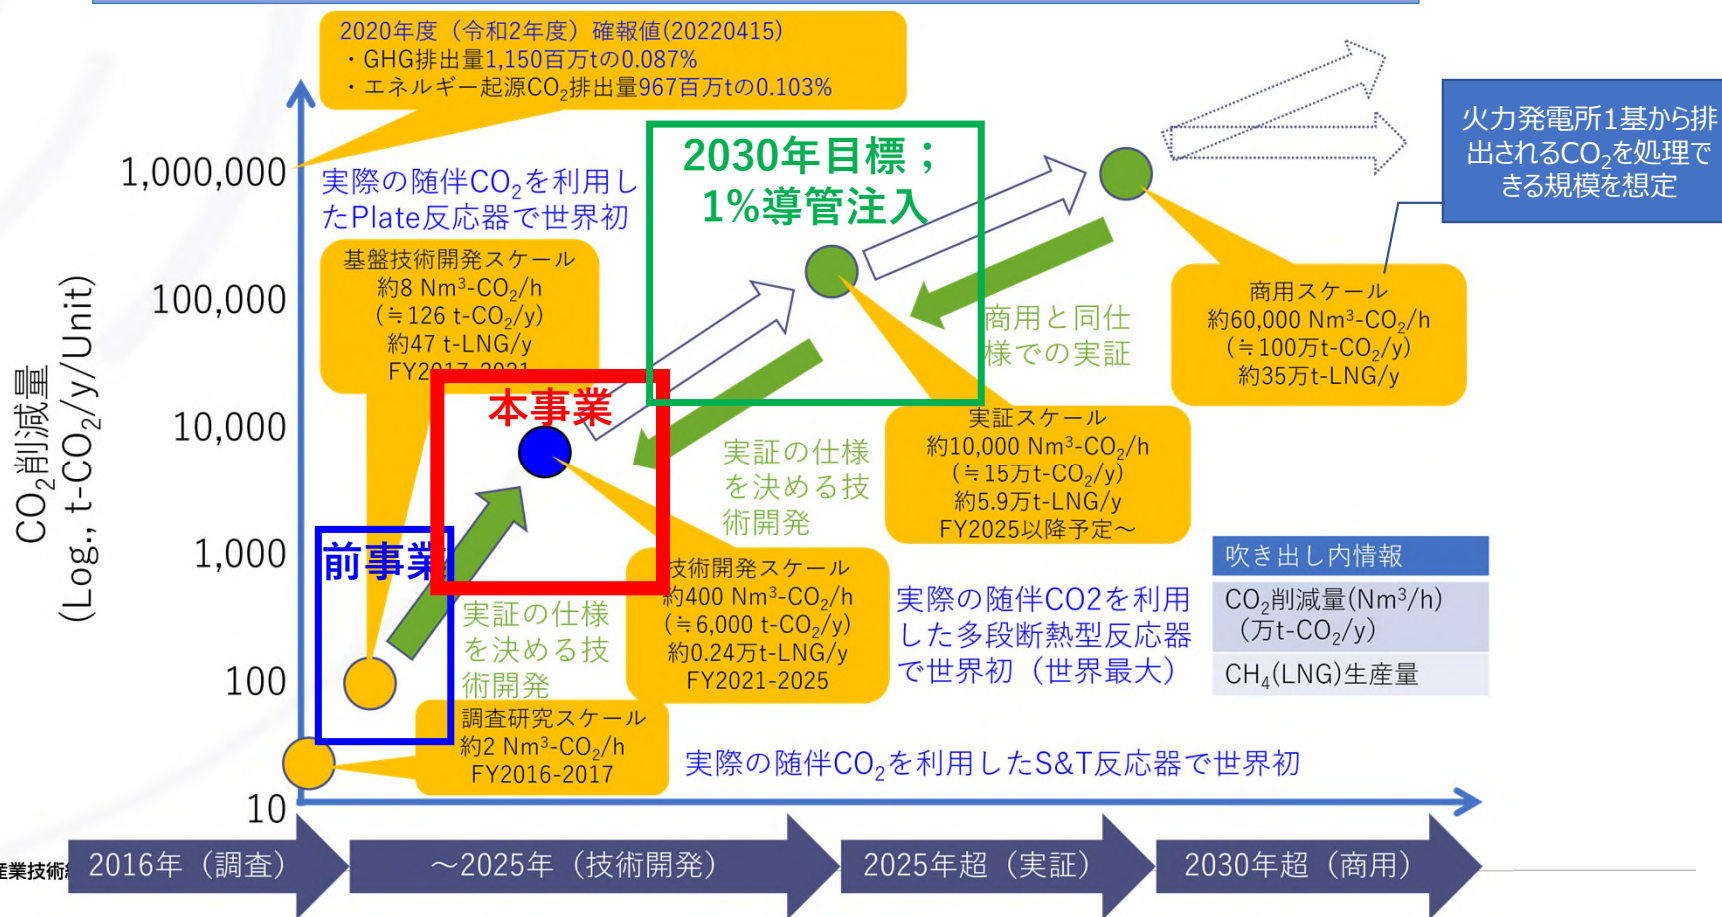 2020年度（令和2年度）確報値(20220415)
・GHG排出量1,150百万tの0.087%
・エネルギー起源CO₂排出量967百万tの0.103%
火力発電所1基から排
出されるCO₂を処理で
きる規模を想定
2030年目標；
1%導管注入
実際の随伴CO₂を利用し
たPlate反応器で世界初
基盤技術開発スケール
約8 Nm³-CO₂/h
(≒126 t-CO₂/y)
約47 t-LNG/y
FY2017-2021
商用スケール
約60,000 Nm³-CO₂/h
(≒100万t-CO₂/y)
約35万t-LNG/y
商用と同仕
様での実証
本事業
実証スケール
約10,000 Nm³-CO₂/h
(≒15万t-CO₂/y)
約5.9万t-LNG/y
FY2025以降予定～
実証の仕様
を決める技
術開発
前事業
技術開発スケール
約400 Nm³-CO₂/h
(≒6,000 t-CO₂/y)
約0.24万t-LNG/y
FY2021-2025
実証の仕様
を決める技
術開発
実際の随伴CO2を利用
した多段断熱型反応器
で世界初（世界最大）
吹き出し内情報
CO₂削減量(Nm³/h)
（万t-CO₂/y）
CH₄(LNG)生産量
調査研究スケール
約2 Nm³-CO₂/h
FY2016-2017
実際の随伴CO₂を利用したS&T反応器で世界初
CO₂削減量
(Log., t-CO₂/y/Unit)
1,000,000
100,000
10,000
1,000
100
10
産業技術
2016年（調査）
～2025年（技術開発）
2025年超（実証）
2030年超（商用）